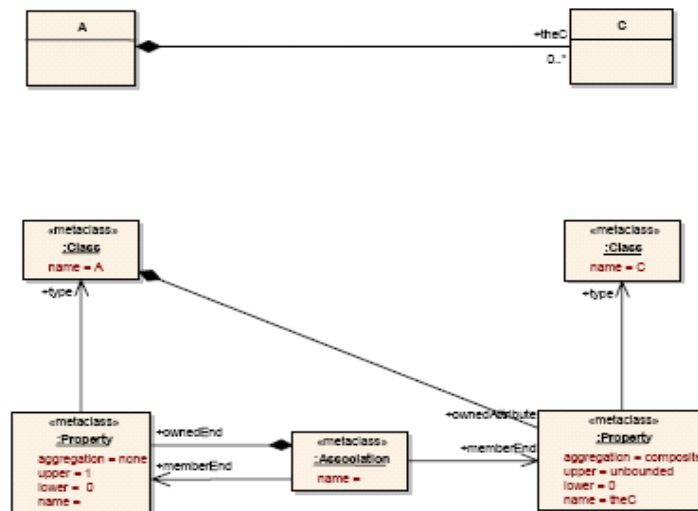 A
C
+theC
0..*
«metaclass»
:Class
name = A
«metaclass»
:Class
name = C
+type
+type
«metaclass»
:Property
aggregation = none
upper = 1
lower = 0
name =
+ownedEnd
+memberEnd
«metaclass»
:Association
name =
+ownedAttribute
+memberEnd
«metaclass»
:Property
aggregation = composite
upper = unbounded
lower = 0
name = theC